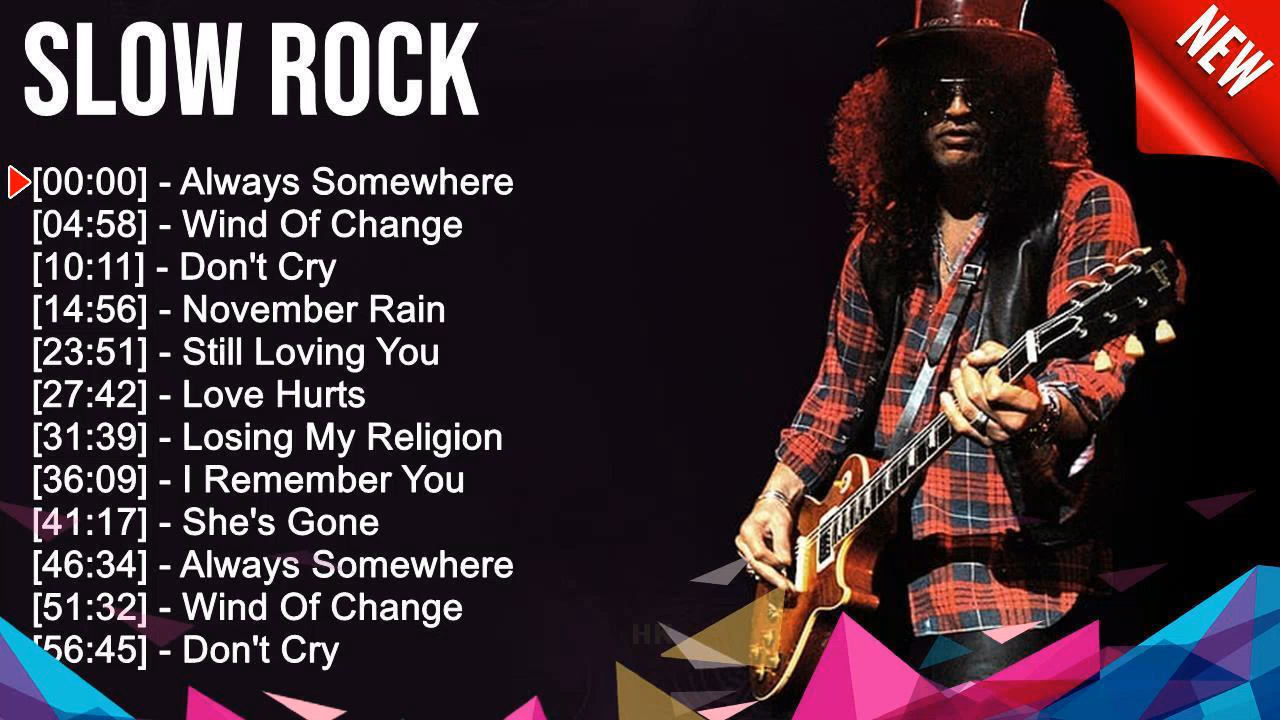 SLOW ROCK
NEW
[00:00] - Always Somewhere
[04:58] - Wind Of Change
[10:11] - Don't Cry
[14:56] - November Rain
[23:51] - Still Loving You
[27:42] - Love Hurts
[31:39] - Losing My Religion
[36:09] - I Remember You
[41:17] - She's Gone
[46:34] - Always Somewhere
[51:32] - Wind Of Change
[56:45] - Don't Cry